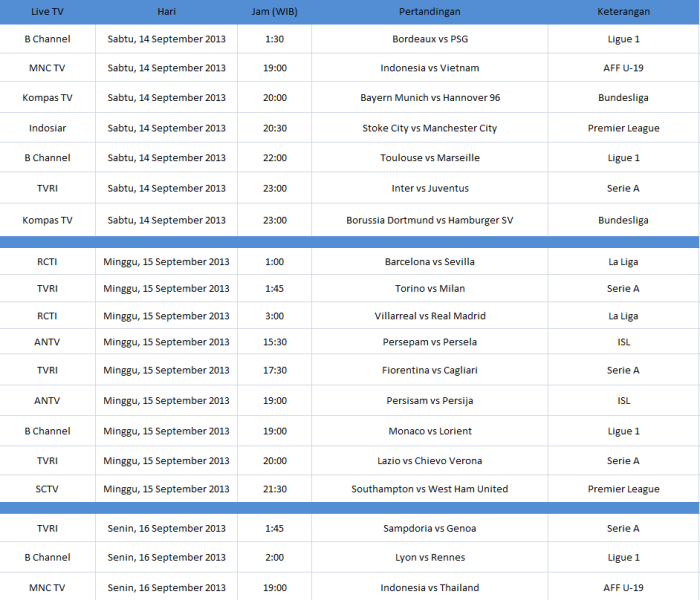 Live TV Hari Jam (WIB) Pertandingan Keterangan
B Channel Sabtu, 14 September 2013 1:30 Bordeaux vs PSG Ligue 1
MNC TV Sabtu, 14 September 2013 19:00 Indonesia vs Vietnam AFF U-19
Kompas TV Sabtu, 14 September 2013 20:00 Bayern Munich vs Hannover 96 Bundesliga
Indosiar Sabtu, 14 September 2013 20:30 Stoke City vs Manchester City Premier League
B Channel Sabtu, 14 September 2013 22:00 Toulouse vs Marseille Ligue 1
TVRI Sabtu, 14 September 2013 23:00 Inter vs Juventus Serie A
Kompas TV Sabtu, 14 September 2013 23:00 Borussia Dortmund vs Hamburger SV Bundesliga
RCTI Minggu, 15 September 2013 1:00 Barcelona vs Sevilla La Liga
TVRI Minggu, 15 September 2013 1:45 Torino vs Milan Serie A
RCTI Minggu, 15 September 2013 3:00 Villarreal vs Real Madrid La Liga
ANTV Minggu, 15 September 2013 15:30 Persepam vs Persela ISL
TVRI Minggu, 15 September 2013 17:30 Fiorentina vs Cagliari Serie A
ANTV Minggu, 15 September 2013 19:00 Persisam vs Persija ISL
B Channel Minggu, 15 September 2013 19:00 Monaco vs Lorient Ligue 1
TVRI Minggu, 15 September 2013 20:00 Lazio vs Chievo Verona Serie A
SCTV Minggu, 15 September 2013 21:30 Southampton vs West Ham United Premier League
TVRI Senin, 16 September 2013 1:45 Sampdoria vs Genoa Serie A
B Channel Senin, 16 September 2013 2:00 Lyon vs Rennes Ligue 1
MNC TV Senin, 16 September 2013 19:00 Indonesia vs Thailand AFF U-19